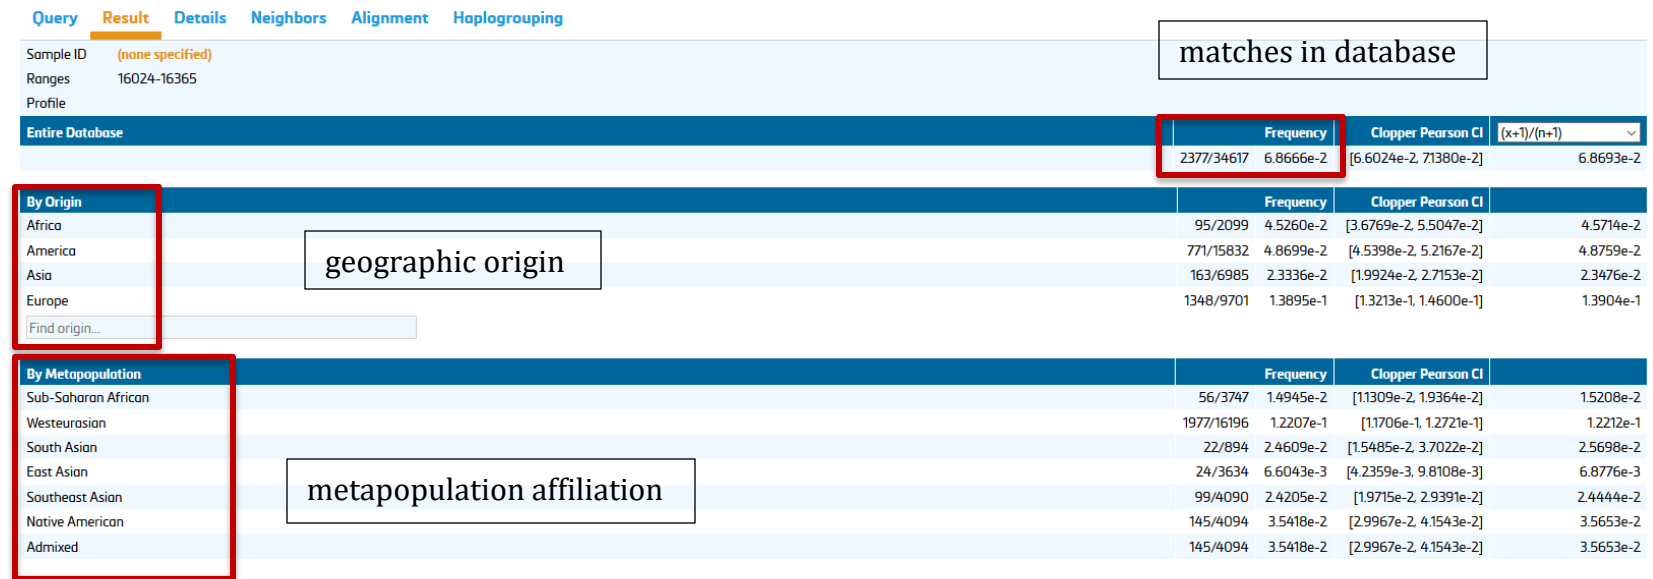 Query Result Details Neighbors Alignment Haplogrouping
Sample ID (none specified)
matches in database
Ranges 16024-16365
Profile
Entire Database Frequency Clopper Pearson CI (x+1)/(n+1)
2377/34617 6.8666e-2 [6.6024e-2, 7.1380e-2] 6.8693e-2
By Origin Frequency Clopper Pearson CI
Africa 95/2099 4.5260e-2 [3.6769e-2, 5.5047e-2] 4.5714e-2
America 771/15832 4.8699e-2 [4.5398e-2, 5.2167e-2] 4.8759e-2
geographic origin
Asia 163/6985 2.3336e-2 [1.9924e-2, 2.7153e-2] 2.3476e-2
Europe 1348/9701 1.3895e-1 [1.3213e-1, 1.4600e-1] 1.3904e-1
Find origin...
By Metapopulation Frequency Clopper Pearson CI
Sub-Saharan African 56/3747 1.4945e-2 [1.1309e-2, 1.9364e-2] 1.5208e-2
Westeurasian 1977/16196 1.2207e-1 [1.1706e-1, 1.2721e-1] 1.2212e-1
South Asian 22/894 2.4609e-2 [1.5485e-2, 3.7022e-2] 2.5698e-2
East Asian 24/3634 6.6043e-3 [4.2359e-3, 9.8108e-3] 6.8776e-3
metapopulation affiliation
Southeast Asian 99/4090 2.4205e-2 [1.9715e-2, 2.9391e-2] 2.4444e-2
Native American 145/4094 3.5418e-2 [2.9967e-2, 4.1543e-2] 3.5653e-2
Admixed 145/4094 3.5418e-2 [2.9967e-2, 4.1543e-2] 3.5653e-2